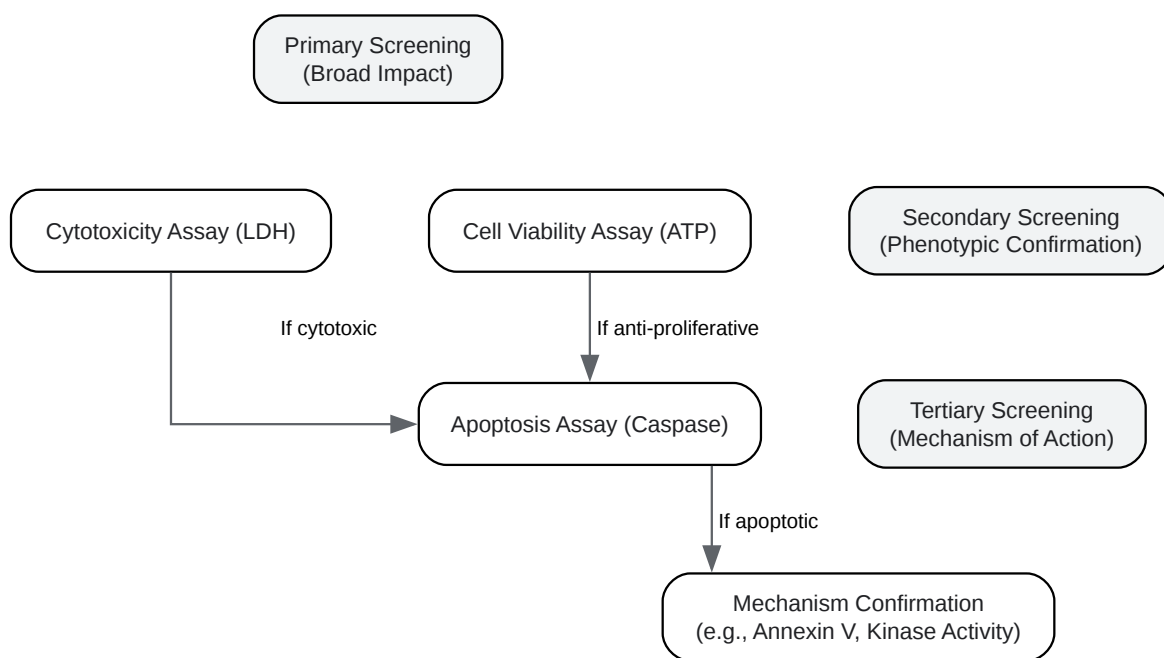 Primary Screening
(Broad Impact)
Cytotoxicity Assay (LDH)
Cell Viability Assay (ATP)
Secondary Screening
(Phenotypic Confirmation)
If cytotoxic
If anti-proliferative
Apoptosis Assay (Caspase)
Tertiary Screening
(Mechanism of Action)
If apoptotic
Mechanism Confirmation
(e.g., Annexin V, Kinase Activity)